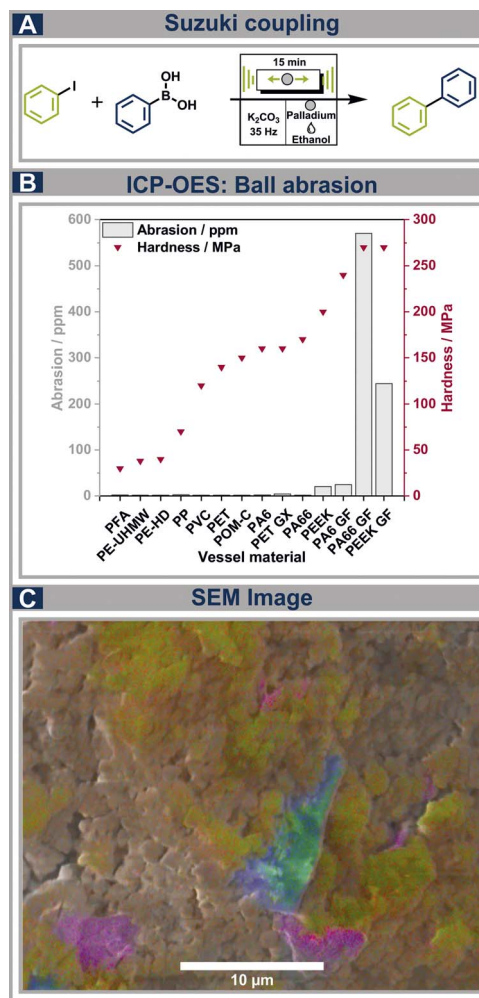 A
Suzuki coupling
I
+
OH
B
OH
15 min
K₂CO₃
35 Hz
Palladium
Ethanol
B
ICP-OES: Ball abrasion
Abrasion / ppm
Hardness / MPa
600
500
400
300
200
100
0
Abrasion / ppm
300
250
200
150
100
50
0
Hardness / MPa
PFA
PE-UHMW
PE-HD
PP
PVC
PET
POM-C
PA6
PET GX
PA66
PEEK
PA6 GF
PA66 GF
PEEK GF
Vessel material
C
SEM Image
10 µm